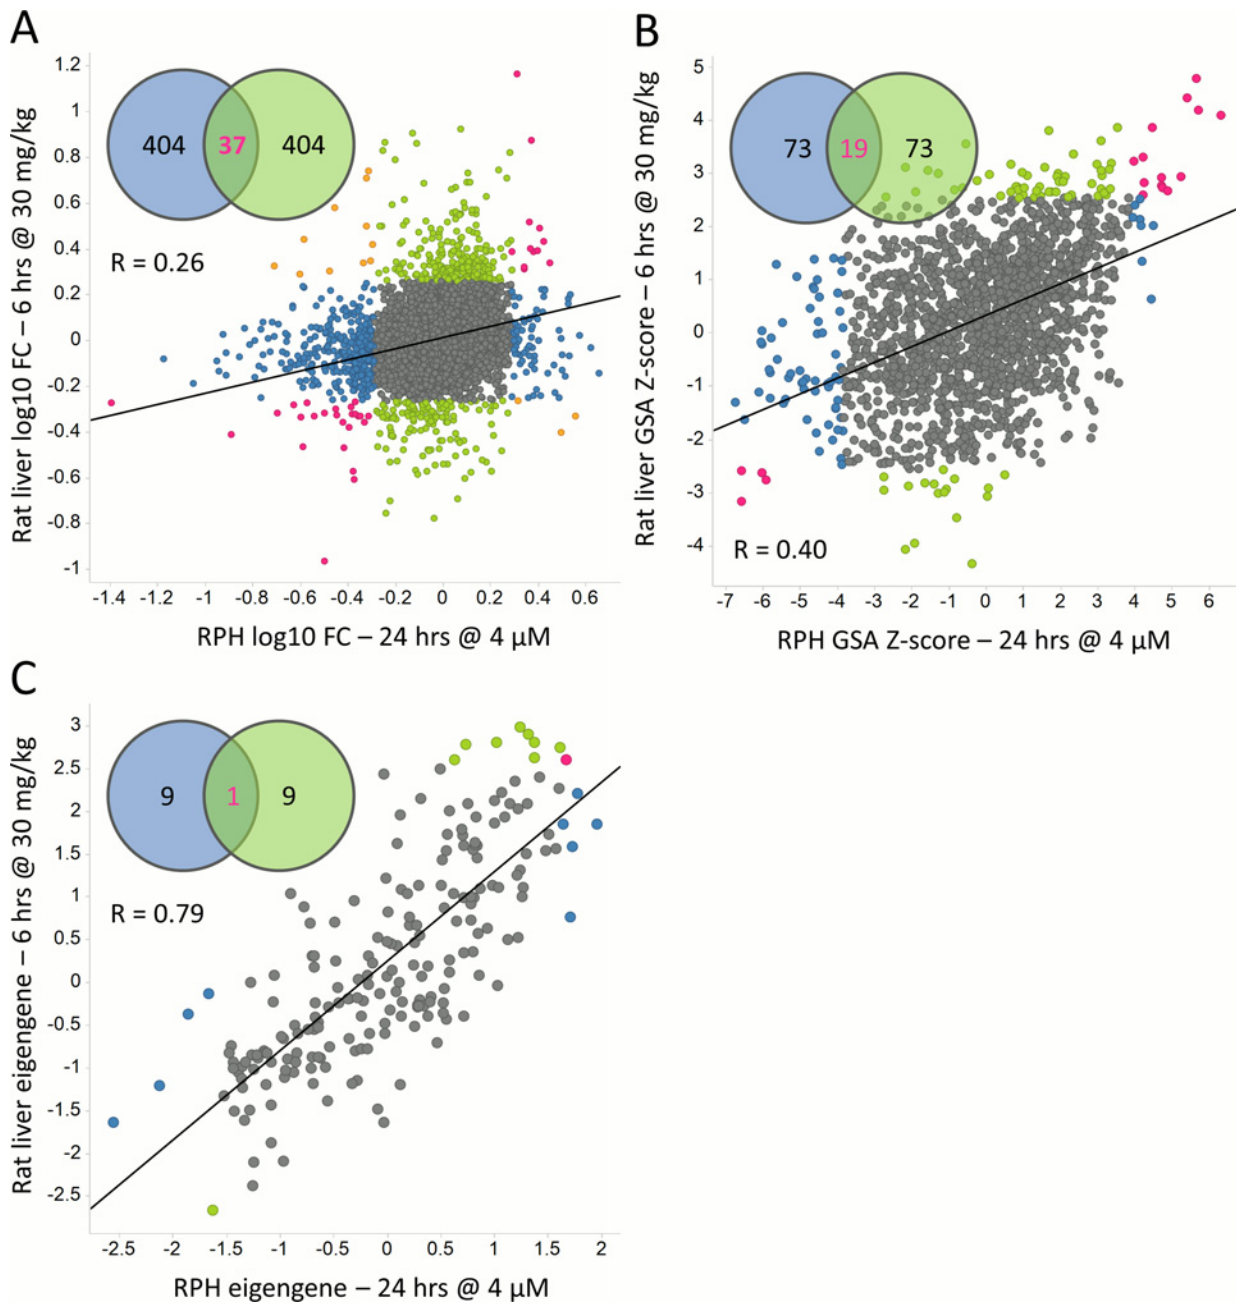 A
Rat liver log10 FC – 6 hrs @ 30 mg/kg
1.2
1
0.8
0.6
0.4
0.2
0
-0.2
-0.4
-0.6
-0.8
-1
404 37 404
R = 0.26
-1.4 -1.2 -1 -0.8 -0.6 -0.4 -0.2 0 0.2 0.4 0.6
RPH log10 FC – 24 hrs @ 4 µM
B
Rat liver GSA Z-score – 6 hrs @ 30 mg/kg
5
4
3
2
1
0
-1
-2
-3
-4
73 19 73
R = 0.40
-7 -6 -5 -4 -3 -2 -1 0 1 2 3 4 5 6
RPH GSA Z-score – 24 hrs @ 4 µM
C
Rat liver eigengene – 6 hrs @ 30 mg/kg
3
2.5
2
1.5
1
0.5
0
-0.5
-1
-1.5
-2
-2.5
9 1 9
R = 0.79
-2.5 -2 -1.5 -1 -0.5 0 0.5 1 1.5 2
RPH eigengene – 24 hrs @ 4 µM